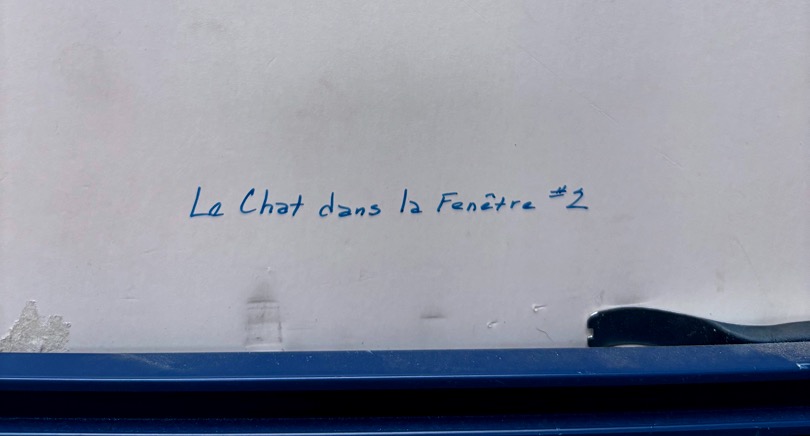 Le Chat dans la Fenêtre #2